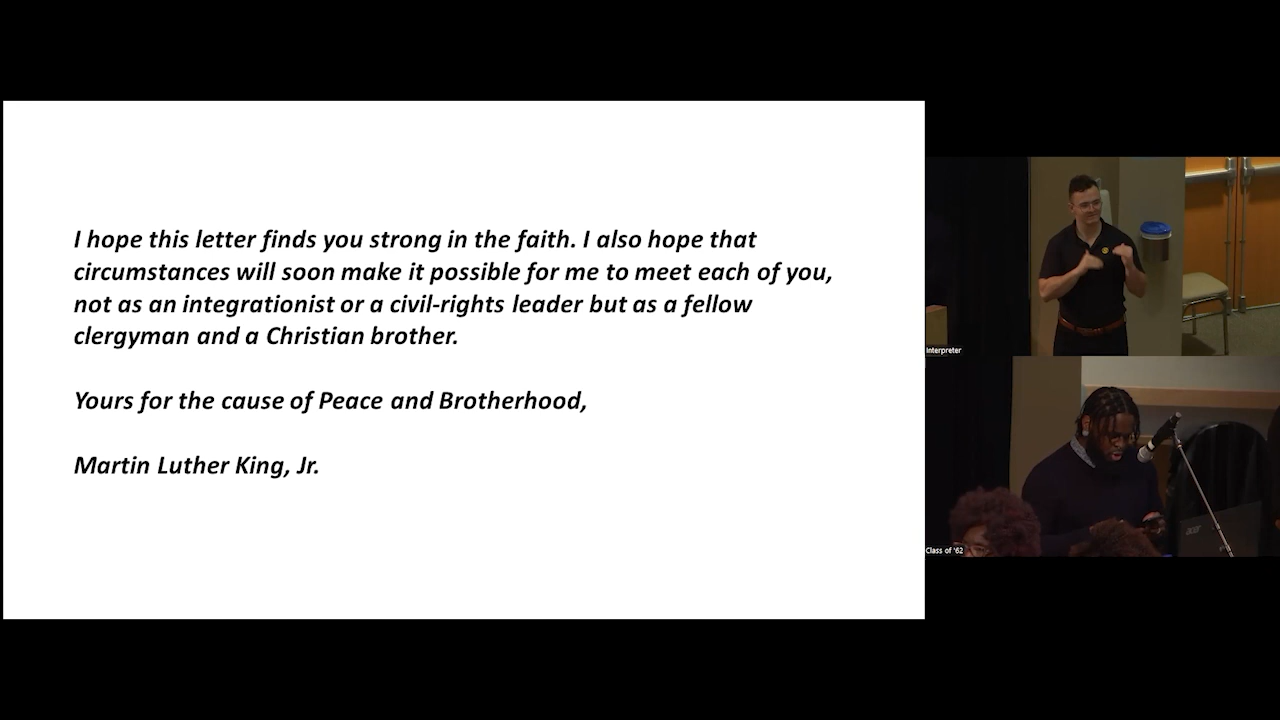 I hope this letter finds you strong in the faith. I also hope that
circumstances will soon make it possible for me to meet each of you,
not as an integrationist or a civil-rights leader but as a fellow
clergyman and a Christian brother.
Yours for the cause of Peace and Brotherhood,
Martin Luther King, Jr.
Interpreter
acer
Class of '62